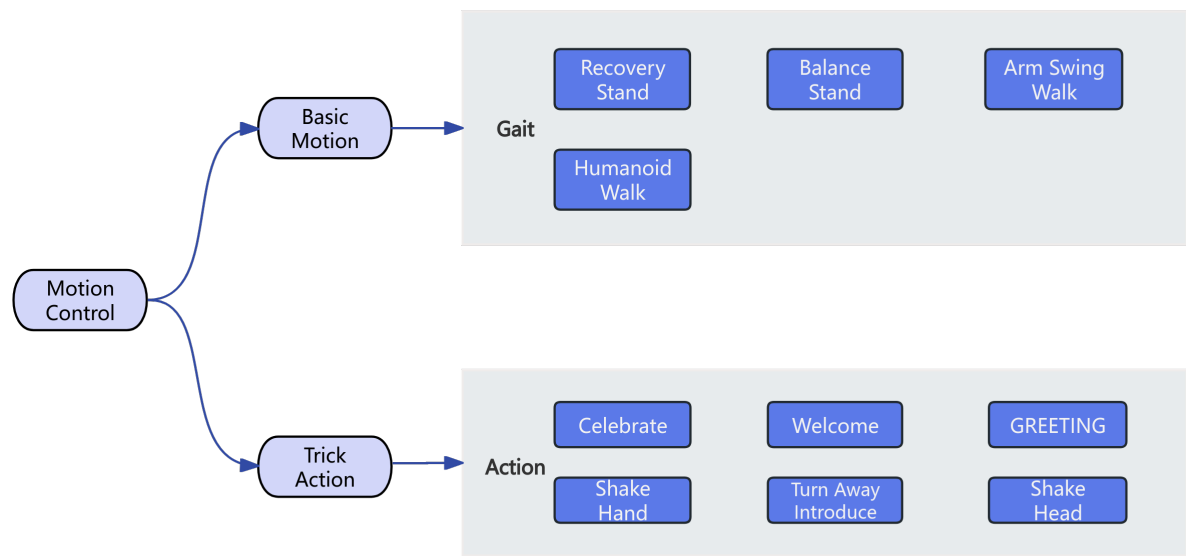 Motion
Control
Basic
Motion
Gait
Recovery
Stand
Balance
Stand
Arm Swing
Walk
Humanoid
Walk
Trick
Action
Action
Celebrate
Welcome
GREETING
Shake
Hand
Turn Away
Introduce
Shake
Head